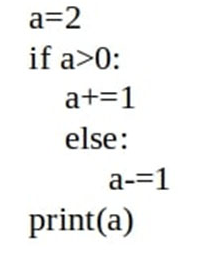 a=2
if a>0:
a+=1
else:
a-=1
print(a)